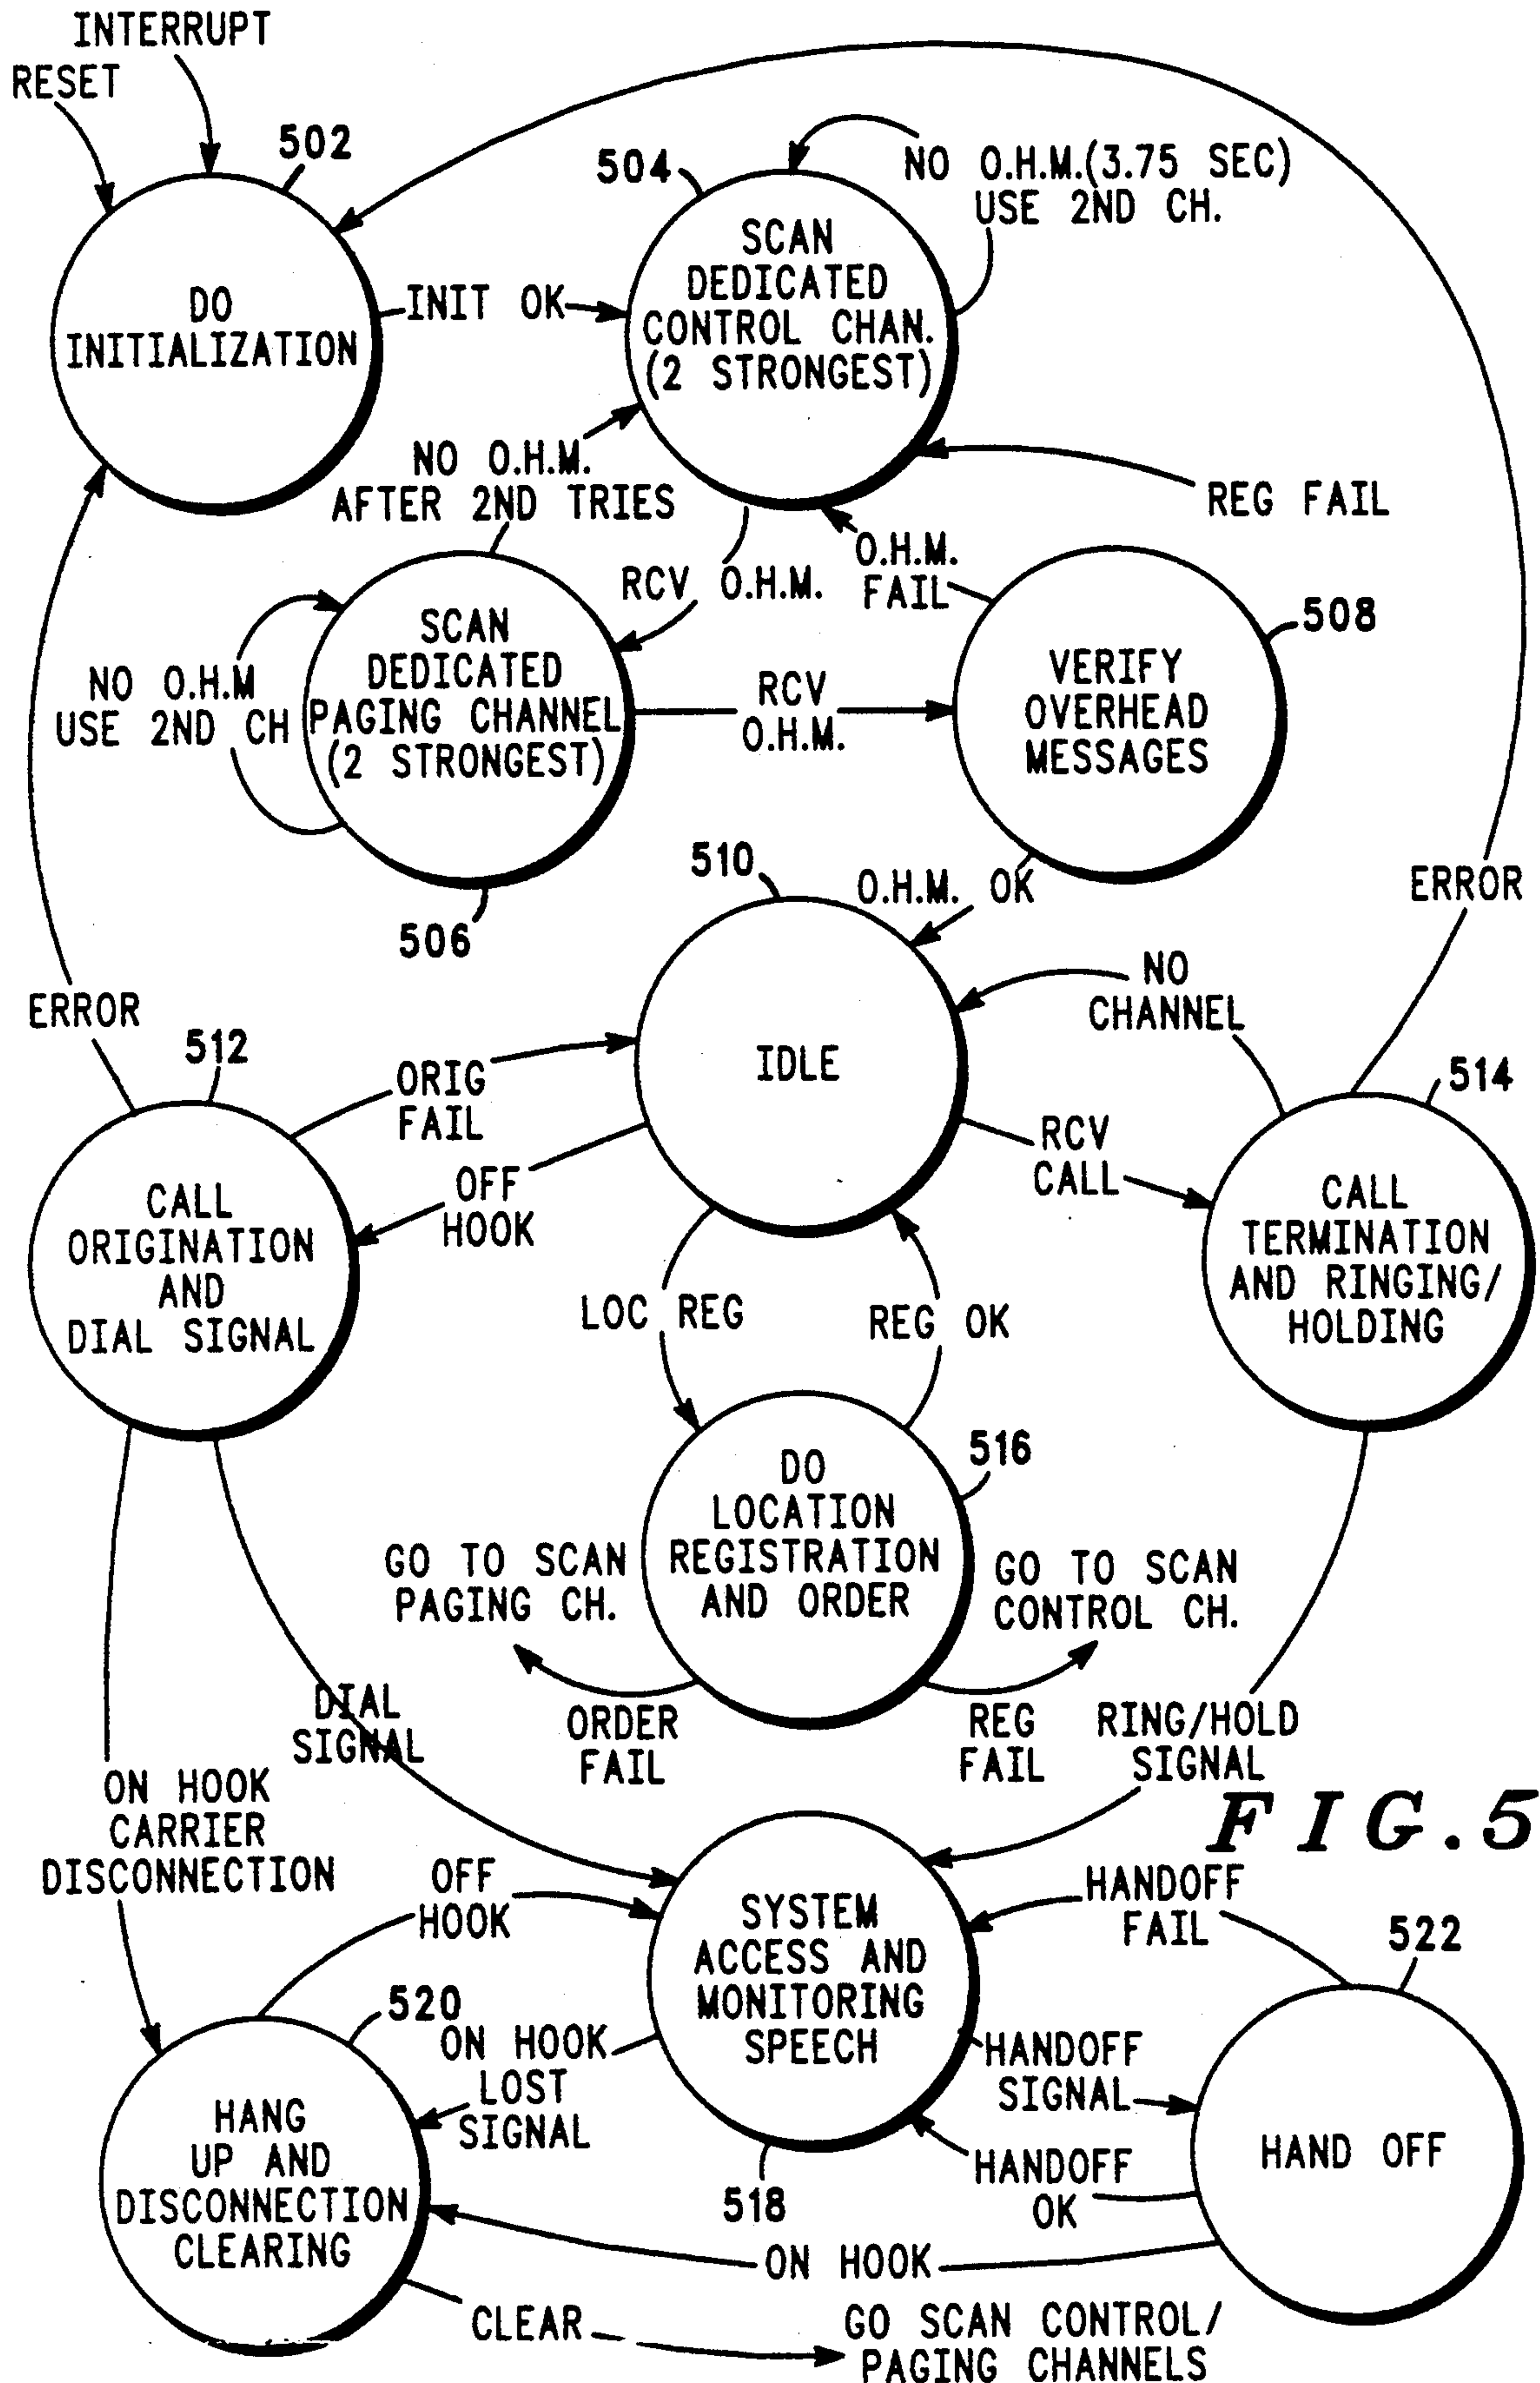 INTERRUPT
RESET
502
504
NO O.H.M.(3.75 SEC)
USE 2ND CH.
DO
INITIALIZATION
INIT OK
SCAN
DEDICATED
CONTROL CHAN.
(2 STRONGEST)
NO O.H.M.
AFTER 2ND TRIES
REG FAIL
RCV O.H.M.
O.H.M.
FAIL
508
NO O.H.M
USE 2ND CH
SCAN
DEDICATED
PAGING CHANNEL
(2 STRONGEST)
RCV
O.H.M.
VERIFY
OVERHEAD
MESSAGES
506
510
O.H.M. OK
ERROR
ERROR
512
ORIG
FAIL
IDLE
NO
CHANNEL
514
OFF
HOOK
RCV
CALL
CALL
ORIGINATION
AND
DIAL SIGNAL
CALL
TERMINATION
AND RINGING/
HOLDING
LOC REG
REG OK
516
DO
LOCATION
REGISTRATION
AND ORDER
GO TO SCAN
PAGING CH.
GO TO SCAN
CONTROL CH.
DIAL
SIGNAL
ORDER
FAIL
REG
FAIL
RING/HOLD
SIGNAL
FIG.5
ON HOOK
CARRIER
DISCONNECTION
OFF
HOOK
HANDOFF
FAIL
522
SYSTEM
ACCESS AND
MONITORING
SPEECH
520
ON HOOK
LOST
SIGNAL
HANDOFF
SIGNAL
HANG
UP AND
DISCONNECTION
CLEARING
518
HANDOFF
OK
HAND OFF
ON HOOK
CLEAR
GO SCAN CONTROL/
PAGING CHANNELS